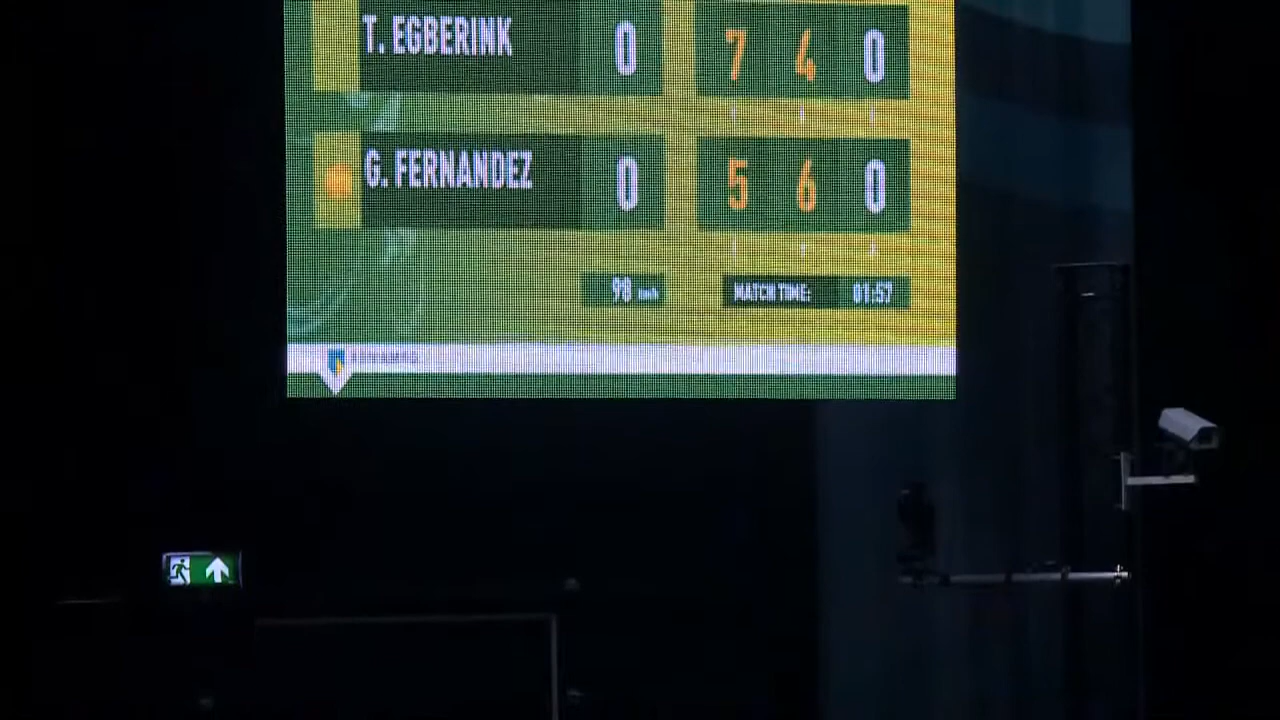 T. EGBERINK 0 7 4 0
G. FERNANDEZ 0 5 6 0
98 km/h MATCH TIME: 01:57